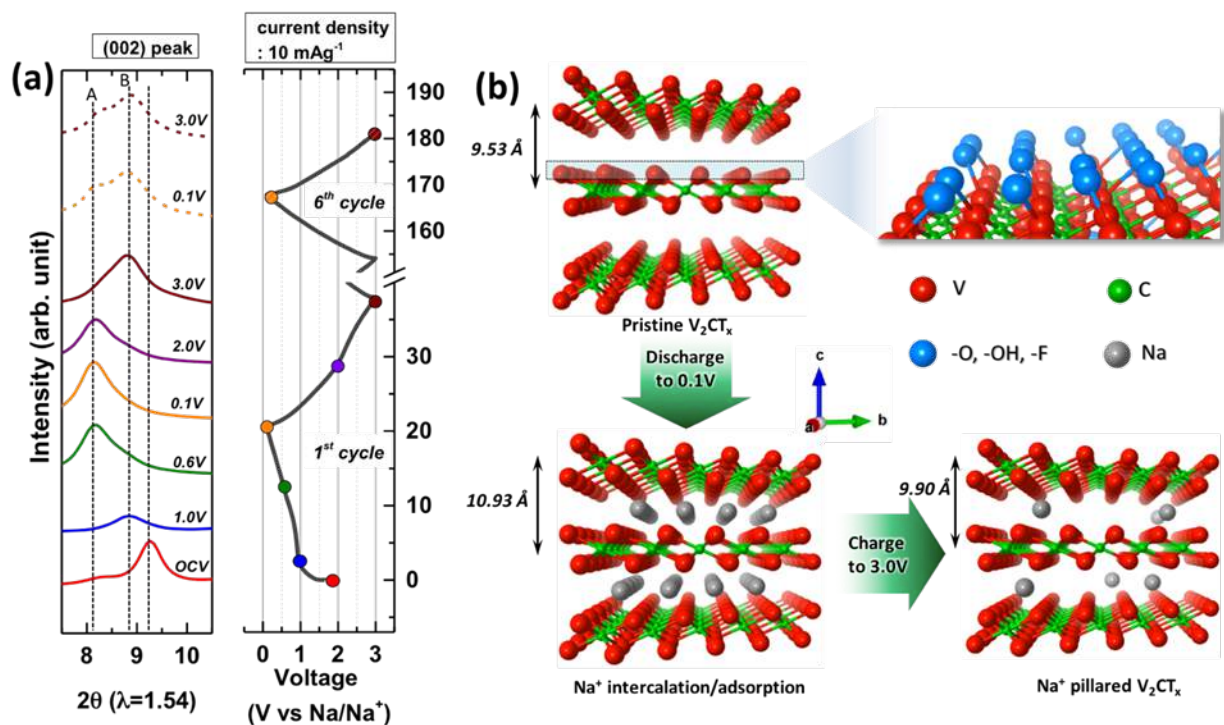 (a)
(002) peak
A
B
3.0V
0.1V
3.0V
2.0V
0.1V
0.6V
1.0V
OCV
Intensity (arb. unit)
8 9 10
2θ (λ=1.54)
current density
: 10 mAg⁻¹
190
180
170
160
30
20
10
0
6th cycle
1st cycle
0 1 2 3
Voltage
(V vs Na/Na⁺)
(b)
9.53 Å
Pristine V₂CTₓ
V
C
-O, -OH, -F
Na
Discharge
to 0.1V
c
a
b
10.93 Å
Na⁺ intercalation/adsorption
Charge
to 3.0V
9.90 Å
Na⁺ pillared V₂CTₓ